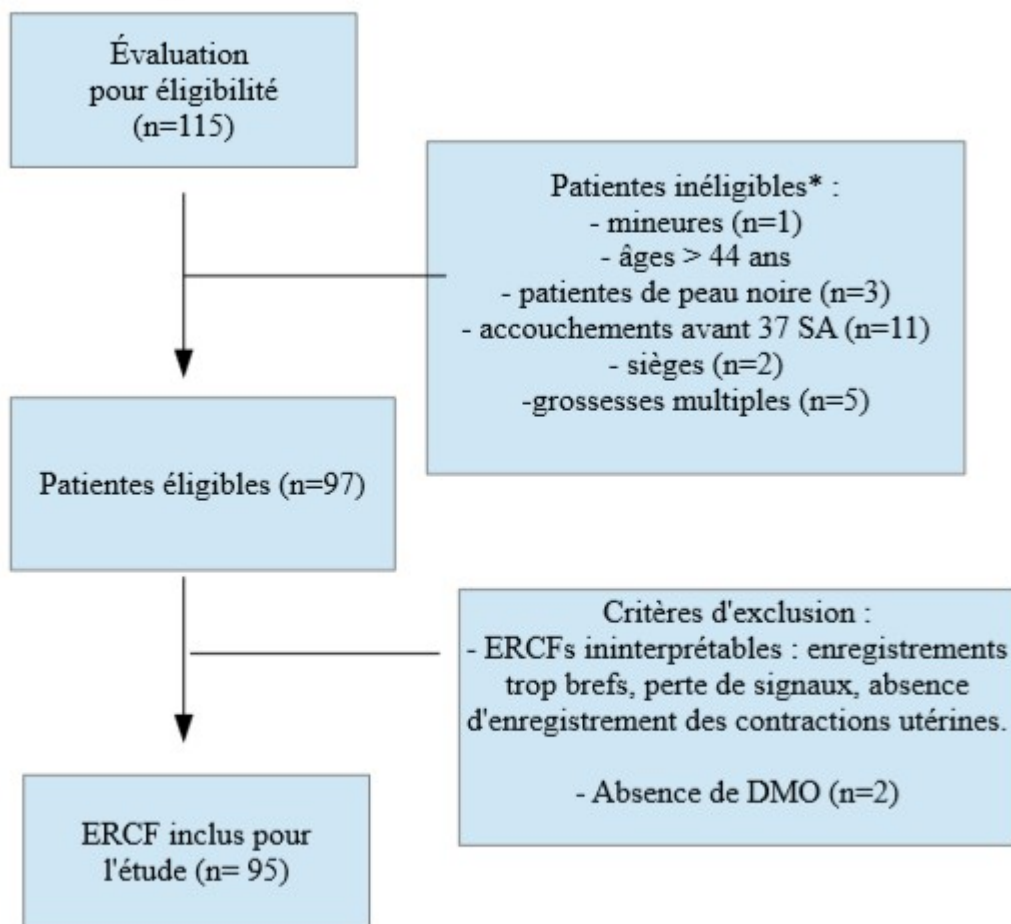 Évaluation
pour éligibilité
(n=115)
Patientes inéligibles* :
- mineures (n=1)
- âges > 44 ans
- patientes de peau noire (n=3)
- accouchements avant 37 SA (n=11)
- sièges (n=2)
-grossesses multiples (n=5)
Patientes éligibles (n=97)
Critères d'exclusion :
- ERCFs ininterprétables : enregistrements
trop brefs, perte de signaux, absence
d'enregistrement des contractions utérines.
- Absence de DMO (n=2)
ERCF inclus pour
l'étude (n= 95)